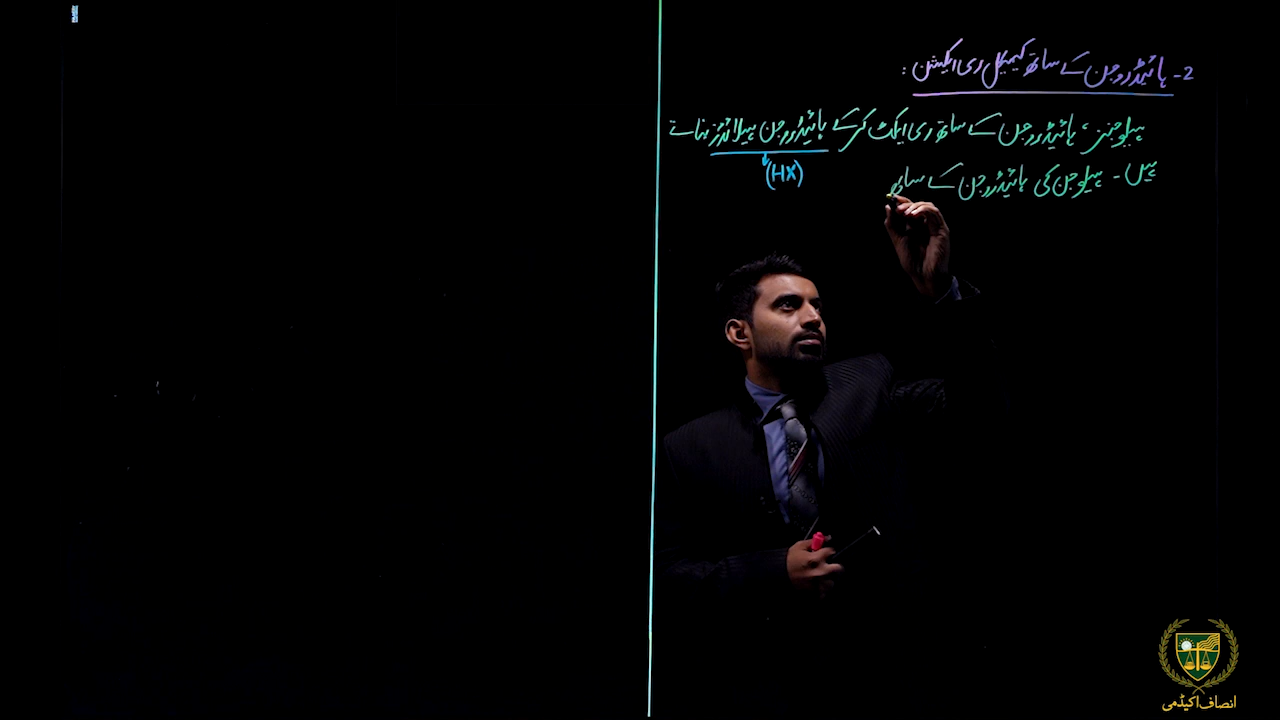 2- ہائیڈروجن کے ساتھ کیمیکل ری ایکشن :
ہیلوجنز، ہائیڈروجن کے ساتھ ری ایکٹ کرکے ہائیڈروجن ہیلائڈز بناتے
(HX)
ہیں - ہیلوجن کی ہائیڈروجن کے ساتھ
انصاف اکیڈمی